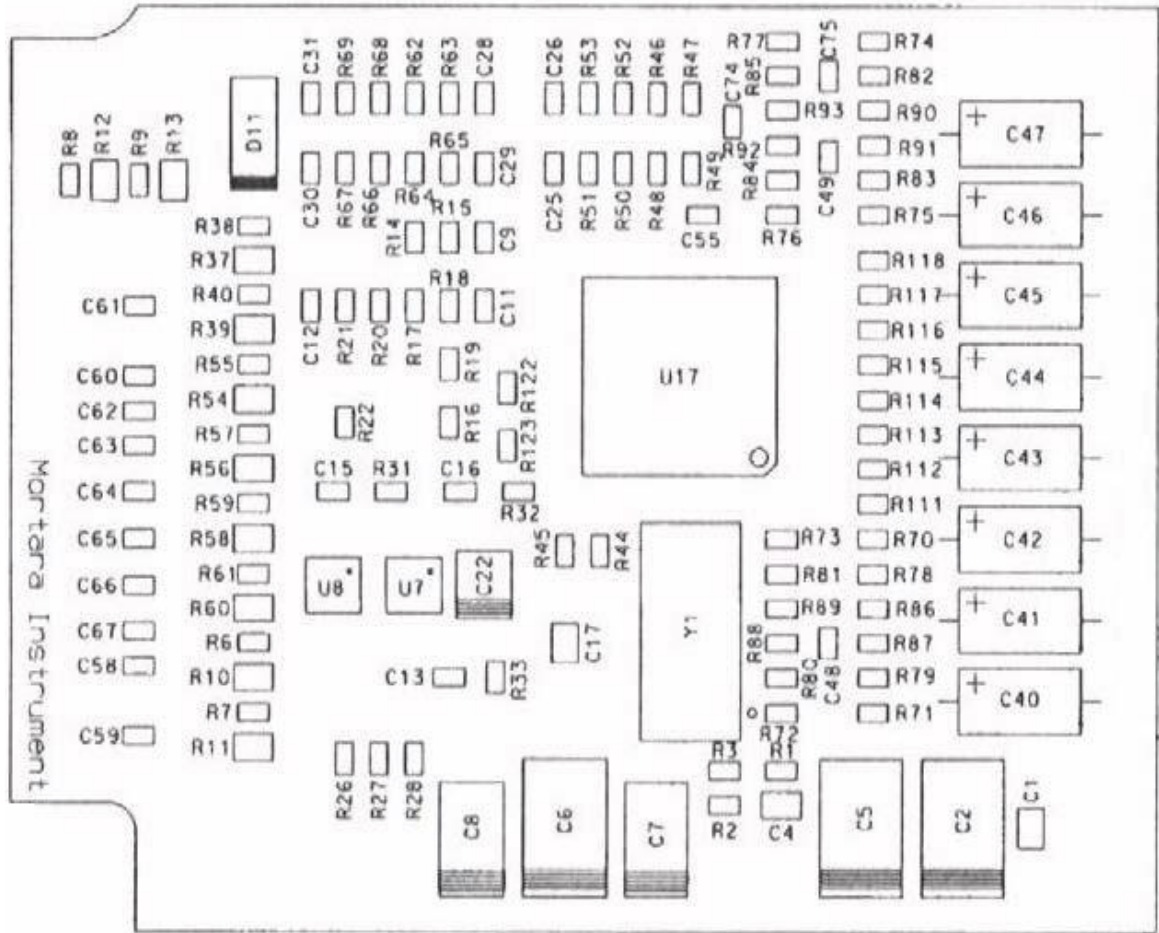 C31 R69 R68 R62 R63 C28 C26 R53 R52 R46 R47
R77 C75 R74
R85 R82
C74
R93 R90
R8 R12 R9 R13 D11
R65
R92 R91
C47
C30 R67 R66 R64 C29 C25 R51 R50 R48 R49 R84 C49 R83
R38 R14 R15 C9 C55 R76 R75 C46
R37 R118
R18
C61 R40 R117 C45
C12 R21 R20 R17 C11
R39 R116
R55 R19 R115
C60 U17 C44
R54 R122 R114
C62
R57 R22 R16 R113
C63 R123 C43
R56 R112
C15 R31 C16
C64 R59 R32 R111
C65 R58 R45 R44 R73 R70 C42
R61 R81 R78
C66 U8 U7 C22
R60 R89 R86 C41
C67 R6 C17 Y1 R88 R87
C58 R10 C13 R33 R80 C48 R79
C40
R7 R71
R72
C59 R11
R3 R1
R26 R27 R28
C8 C6 C7 R2 C4 C5 C2 C1
Mortara Instrument